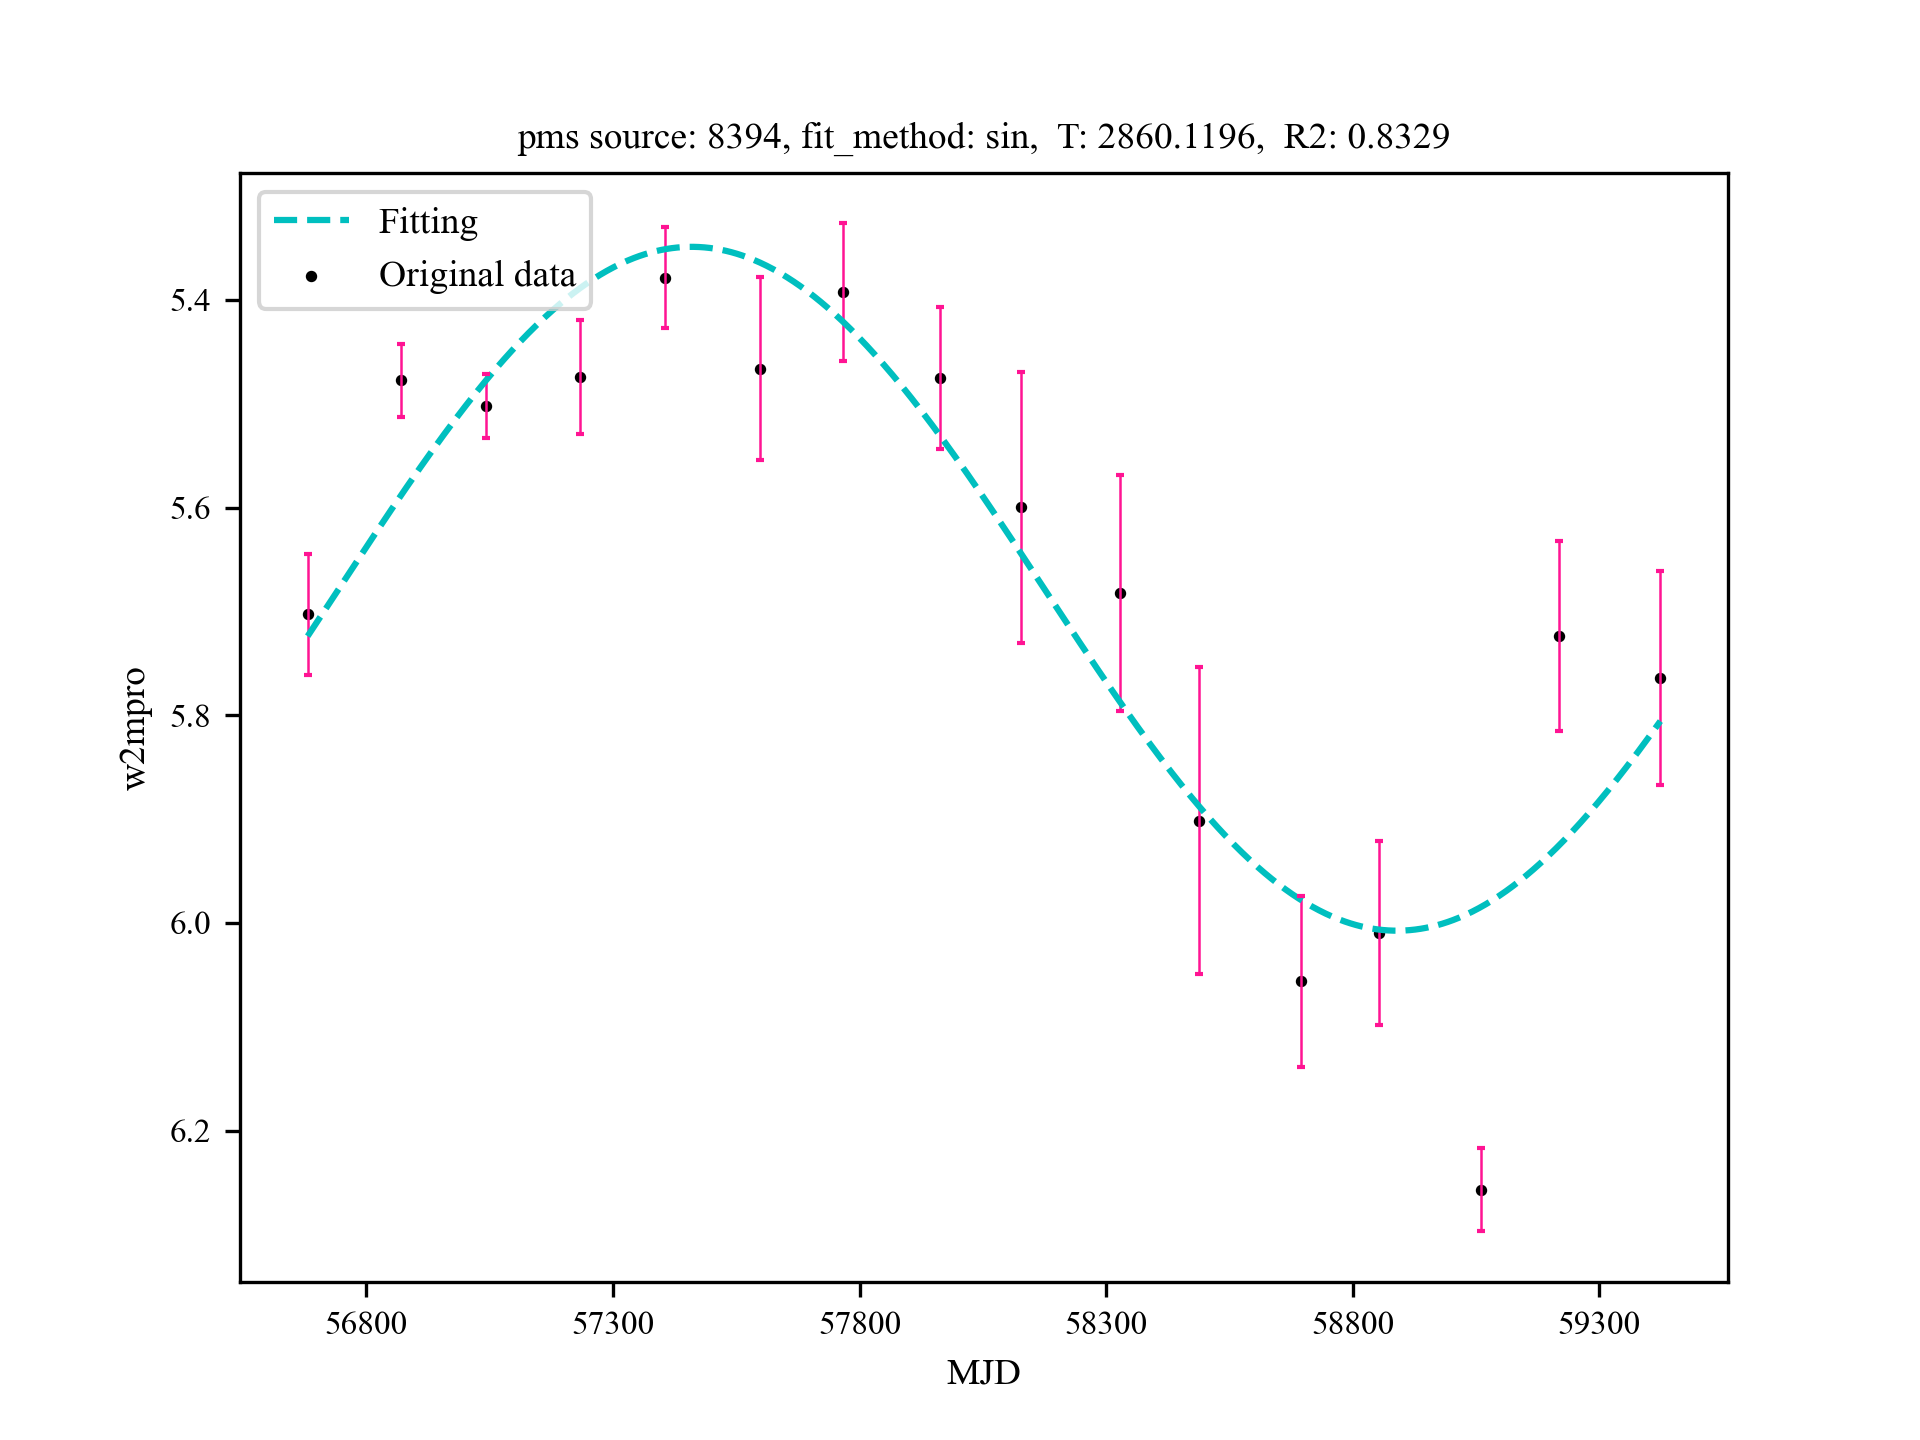 pms source: 8394, fit_method: sin,  T: 2860.1196,  R2: 0.8329
Fitting
Original data
5.4
5.6
5.8
6.0
6.2
w2mpro
56800 57300 57800 58300 58800 59300
MJD